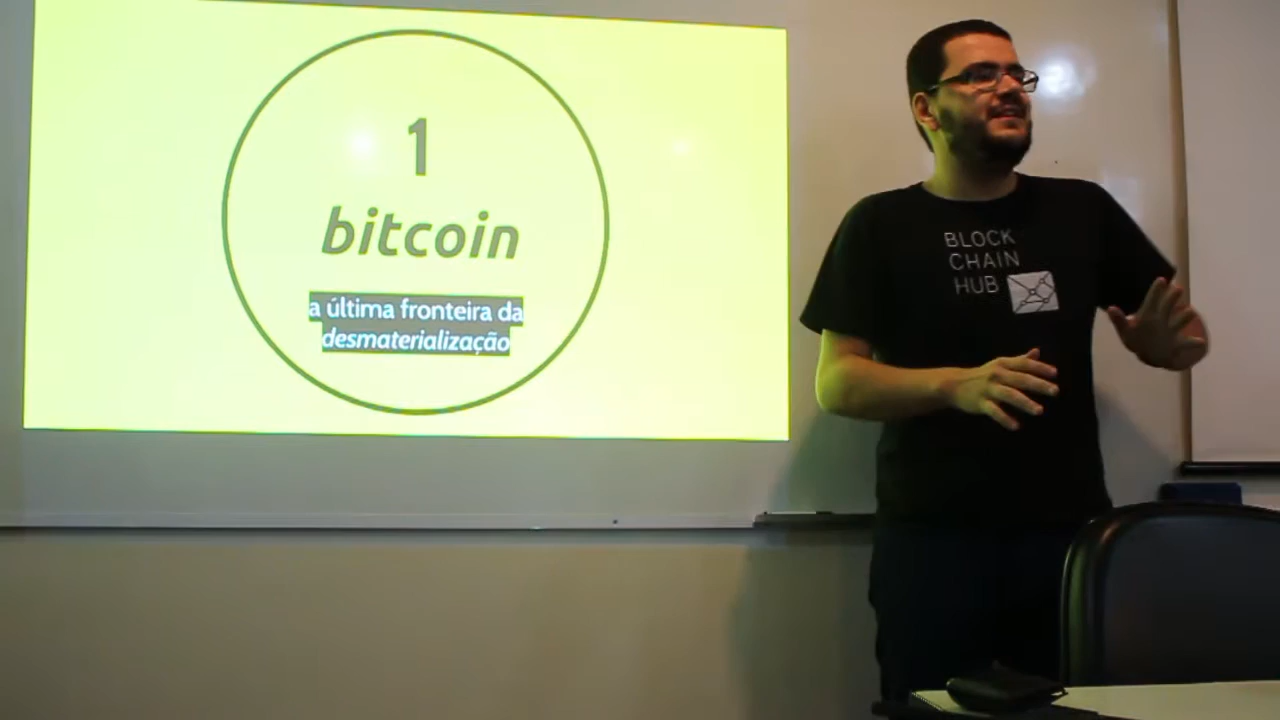 1
bitcoin
a última fronteira da
desmaterialização
BLOCK
CHAIN
HUB